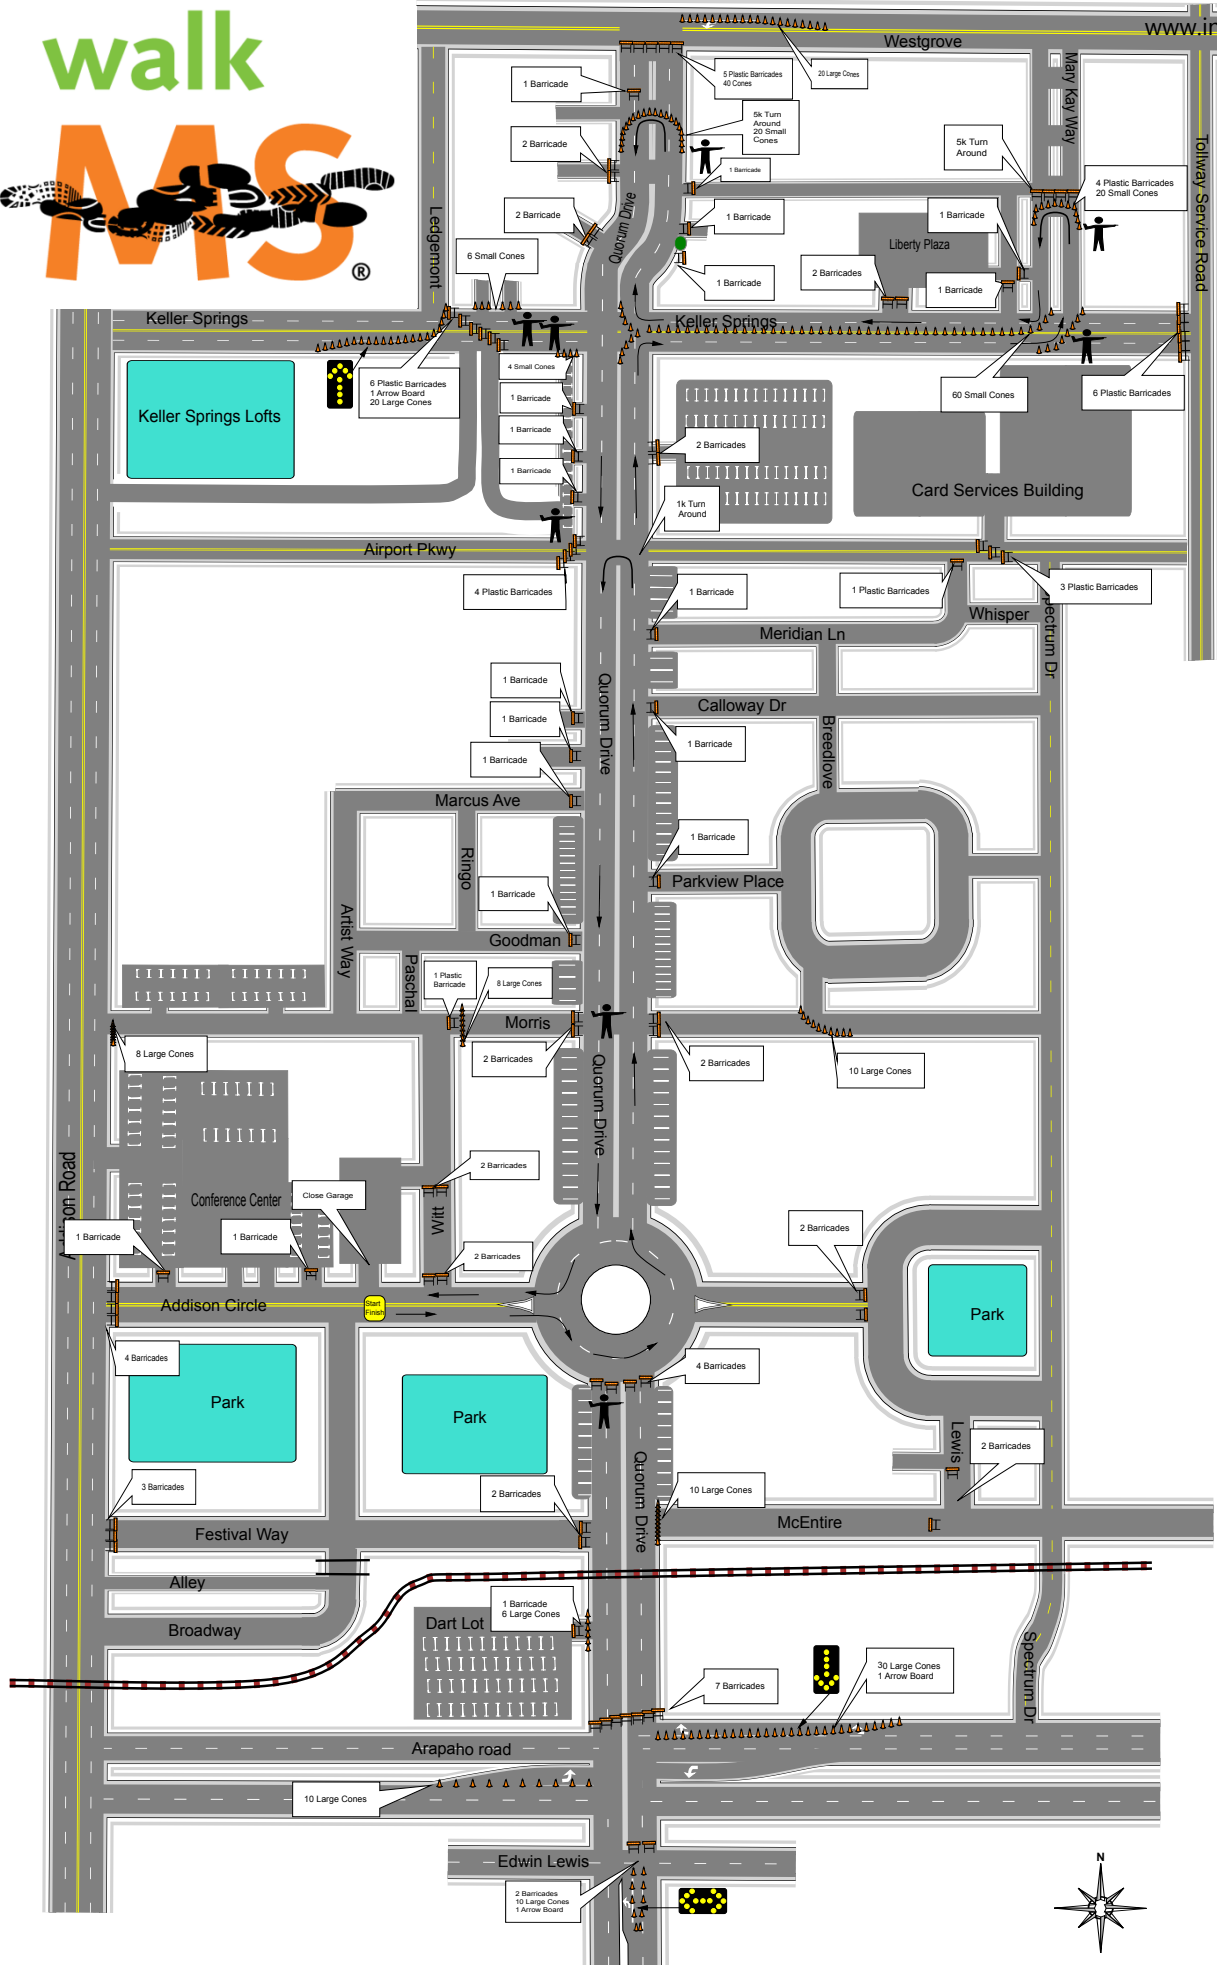 walk
MS®
www.in
Westgrove
Mary Kay Way
Tollway Service Road
1 Barricade
5 Plastic Barricades
40 Cones
20 Large Cones
5k Turn
Around
20 Small
Cones
2 Barricade
1 Barricade
5k Turn
Around
4 Plastic Barricades
20 Small Cones
Ledgemont
Quorum Drive
2 Barricade
1 Barricade
1 Barricade
Liberty Plaza
6 Small Cones
1 Barricade
2 Barricades
1 Barricade
Keller Springs
Keller Springs
4 Small Cones
6 Plastic Barricades
1 Arrow Board
20 Large Cones
1 Barricade
60 Small Cones
6 Plastic Barricades
Keller Springs Lofts
1 Barricade
2 Barricades
1 Barricade
Card Services Building
1k Turn
Around
Airport Pkwy
4 Plastic Barricades
1 Barricade
1 Plastic Barricades
3 Plastic Barricades
Whisper
Spectrum Dr
Meridian Ln
1 Barricade
Quorum Drive
Calloway Dr
1 Barricade
1 Barricade
Breedlove
1 Barricade
Marcus Ave
1 Barricade
Ringo
Parkview Place
1 Barricade
Artist Way
Goodman
Paschal
1 Plastic
Barricade
8 Large Cones
Morris
8 Large Cones
2 Barricades
2 Barricades
10 Large Cones
Quorum Drive
Addison Road
2 Barricades
Conference Center
Close Garage
Witt
1 Barricade
1 Barricade
2 Barricades
2 Barricades
Addison Circle
Start
Finish
Park
4 Barricades
4 Barricades
Park
Park
Lewis
2 Barricades
Quorum Drive
3 Barricades
2 Barricades
10 Large Cones
McEntire
Festival Way
Alley
1 Barricade
6 Large Cones
Broadway
Dart Lot
Spectrum Dr
30 Large Cones
1 Arrow Board
7 Barricades
Arapaho road
10 Large Cones
Edwin Lewis
2 Barricades
10 Large Cones
1 Arrow Board
N